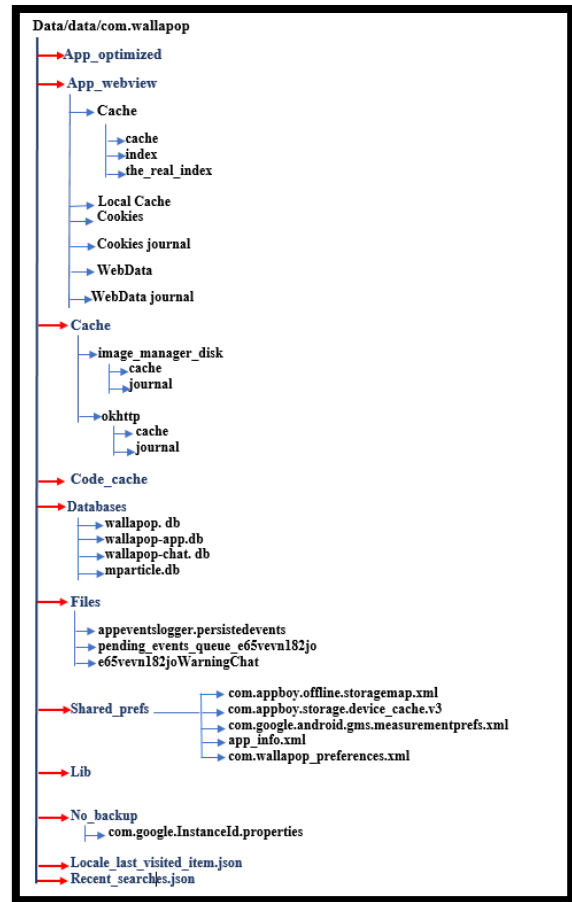 Data/data/com.wallapop
App_optimized
App_webview
Cache
cache
index
the_real_index
Local Cache
Cookies
Cookies journal
WebData
WebData journal
Cache
image_manager_disk
cache
journal
okhttp
cache
journal
Code_cache
Databases
wallapop. db
wallapop-app.db
wallapop-chat. db
mparticle.db
Files
appeventslogger.persistedevents
pending_events_queue_e65vevn182jo
e65vevn182joWarningChat
Shared_prefs
com.appboy.offline.storagemap.xml
com.appboy.storage.device_cache.v3
com.google.android.gms.measurementprefs.xml
app_info.xml
com.wallapop_preferences.xml
Lib
No_backup
com.google.InstanceId.properties
Locale_last_visited_item.json
Recent_searches.json